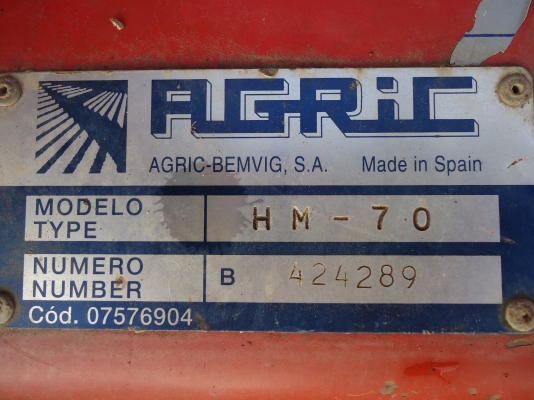 AGRIC
AGRIC-BEMVIG, S.A. Made in Spain
MODELO
TYPE
HM-70
NUMERO
NUMBER
B 424289
Cód. 07576904